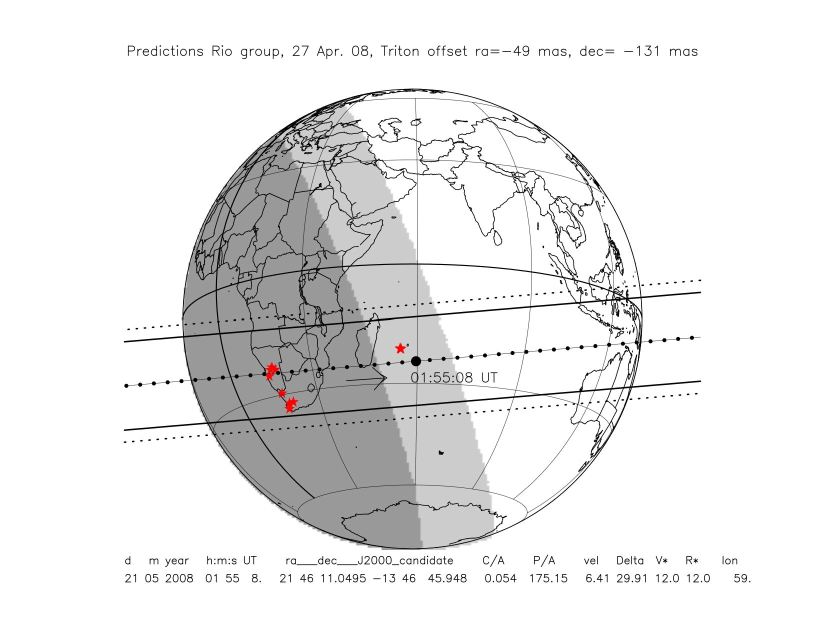 Predictions Rio group, 27 Apr. 08, Triton offset ra=−49 mas, dec= −131 mas
01:55:08 UT
d m year h:m:s UT ra___dec___J2000_candidate C/A P/A vel Delta V* R* lon
21 05 2008 01 55 8. 21 46 11.0495 −13 46 45.948 0.054 175.15 6.41 29.91 12.0 12.0 59.